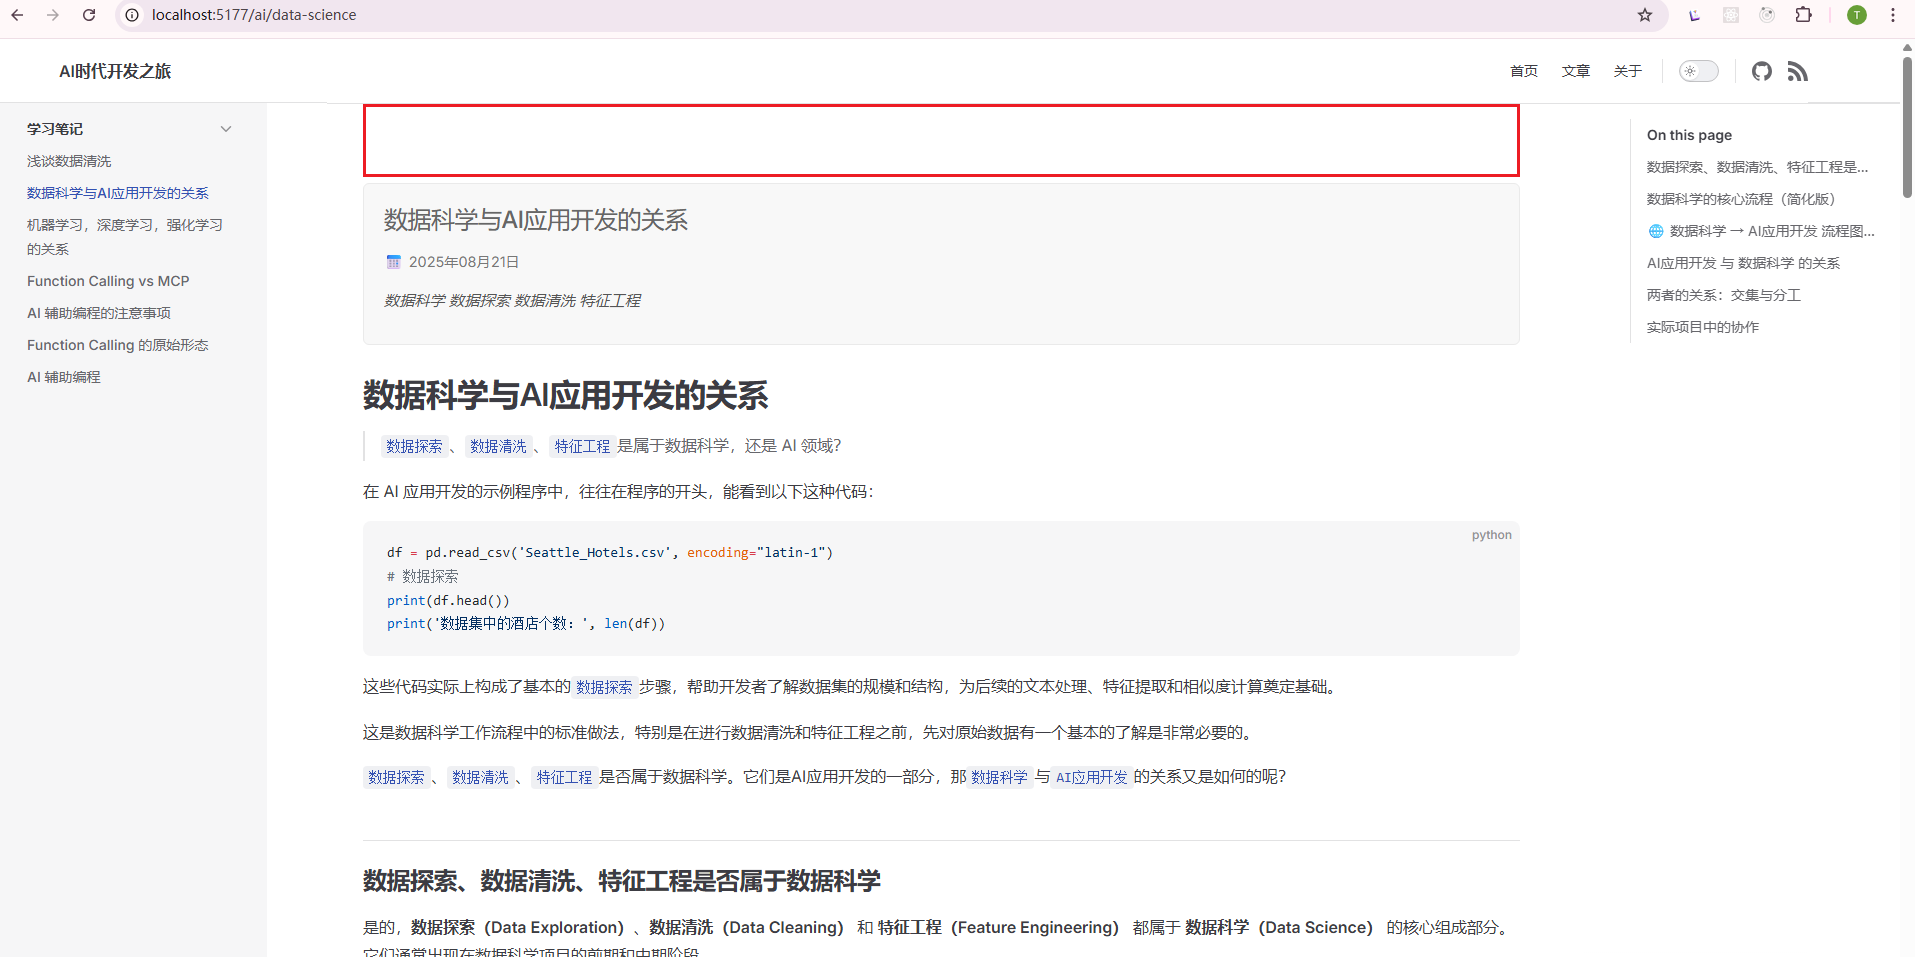 localhost:5177/ai/data-science
T
AI时代开发之旅
首页
文章
关于
学习笔记
浅谈数据清洗
数据科学与AI应用开发的关系
机器学习，深度学习，强化学习
的关系
Function Calling vs MCP
AI 辅助编程的注意事项
Function Calling 的原始形态
AI 辅助编程
数据科学与AI应用开发的关系
2025年08月21日
数据科学 数据探索 数据清洗 特征工程
数据科学与AI应用开发的关系
数据探索、数据清洗、特征工程是属于数据科学，还是 AI 领域？
在 AI 应用开发的示例程序中，往往在程序的开头，能看到以下这种代码：
python
df = pd.read_csv('Seattle_Hotels.csv', encoding="latin-1")
# 数据探索
print(df.head())
print('数据集中的酒店个数：', len(df))
这些代码实际上构成了基本的数据探索步骤，帮助开发者了解数据集的规模和结构，为后续的文本处理、特征提取和相似度计算奠定基础。
这是数据科学工作流程中的标准做法，特别是在进行数据清洗和特征工程之前，先对原始数据有一个基本的了解是非常必要的。
数据探索、数据清洗、特征工程是否属于数据科学。它们是AI应用开发的一部分，那数据科学与AI应用开发的关系又是如何的呢？
数据探索、数据清洗、特征工程是否属于数据科学
是的，数据探索（Data Exploration）、数据清洗（Data Cleaning） 和 特征工程（Feature Engineering） 都属于 数据科学（Data Science） 的核心组成部分。
它们通常出现在数据科学项目的前期和中期阶段
On this page
数据探索、数据清洗、特征工程是...
数据科学的核心流程（简化版）
🌐 数据科学 → AI应用开发 流程图...
AI应用开发 与 数据科学 的关系
两者的关系：交集与分工
实际项目中的协作